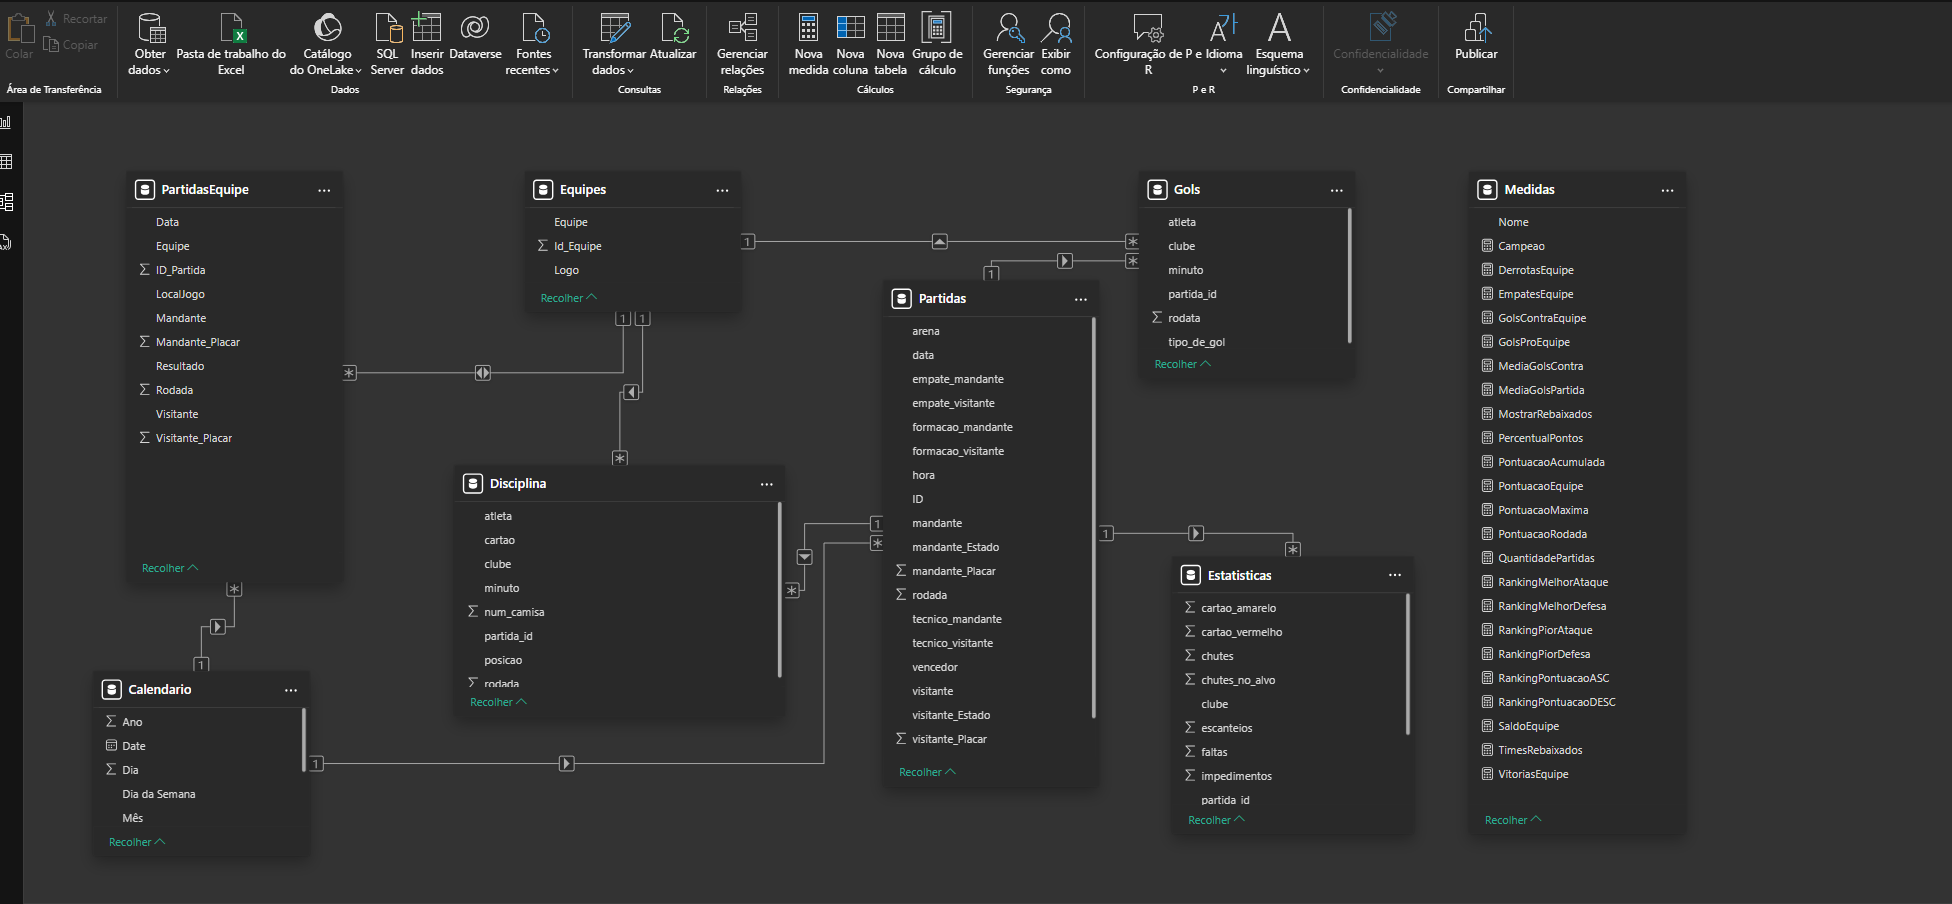 Colar
Recortar
Copiar
Área de Transferência
Obter
dados
Pasta de trabalho do
Excel
Catálogo
do OneLake
SQL
Server
Inserir
dados
Dataverse
Fontes
recentes
Dados
Transformar
dados
Atualizar
Consultas
Gerenciar
relações
Relações
Nova
medida
Nova
coluna
Nova
tabela
Grupo de
cálculo
Cálculos
Gerenciar
funções
Exibir
como
Segurança
Configuração de P e
R
Idioma
Esquema
linguístico
P e R
Confidencialidade
Confidencialidade
Publicar
Compartilhar
PartidasEquipe
Data
Equipe
ID_Partida
LocalJogo
Mandante
Mandante_Placar
Resultado
Rodada
Visitante
Visitante_Placar
Recolher
Equipes
Equipe
Id_Equipe
Logo
Recolher
Gols
atleta
clube
minuto
partida_id
rodata
tipo_de_gol
Recolher
Medidas
Nome
Campeao
DerrotasEquipe
EmpatesEquipe
GolsContraEquipe
GolsProEquipe
MediaGolsContra
MediaGolsPartida
MostrarRebaixados
PercentualPontos
PontuacaoAcumulada
PontuacaoEquipe
PontuacaoMaxima
PontuacaoRodada
QuantidadePartidas
RankingMelhorAtaque
RankingMelhorDefesa
RankingPiorAtaque
RankingPiorDefesa
RankingPontuacaoASC
RankingPontuacaoDESC
SaldoEquipe
TimesRebaixados
VitoriasEquipe
Recolher
Partidas
arena
data
empate_mandante
empate_visitante
formacao_mandante
formacao_visitante
hora
ID
mandante
mandante_Estado
mandante_Placar
rodada
tecnico_mandante
tecnico_visitante
vencedor
visitante
visitante_Estado
visitante_Placar
Recolher
Disciplina
atleta
cartao
clube
minuto
num_camisa
partida_id
posicao
rodada
Recolher
Estatisticas
cartao_amarelo
cartao_vermelho
chutes
chutes_no_alvo
clube
escanteios
faltas
impedimentos
partida_id
Recolher
Calendario
Ano
Date
Dia
Dia da Semana
Mês
Recolher
1
1
1
1
1
1
1
1